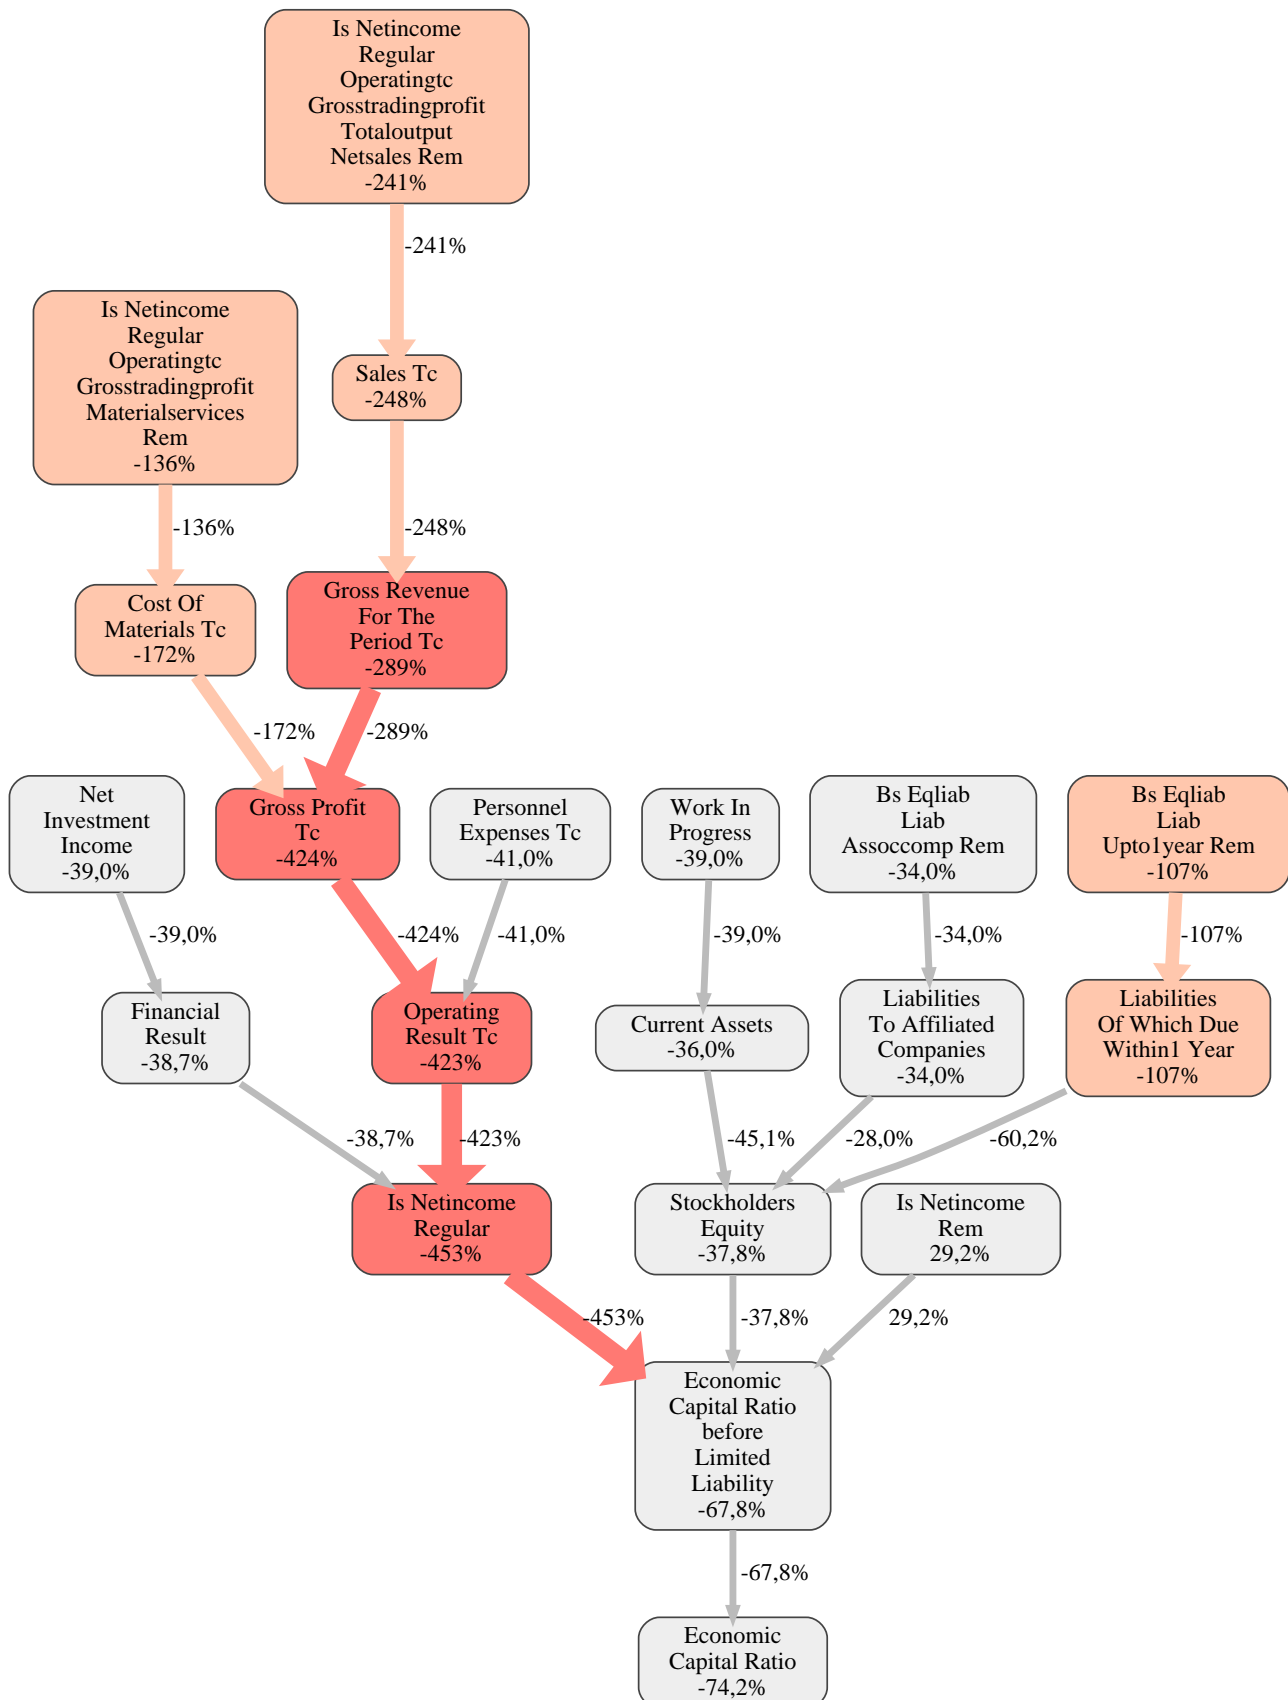 Is Netincome
Regular
Operatingtc
Grosstradingprofit
Totaloutput
Netsales Rem
-241%
-241%
Is Netincome
Regular
Operatingtc
Grosstradingprofit
Materialservices
Rem
-136%
Sales Tc
-248%
-136%
-248%
Cost Of
Materials Tc
-172%
Gross Revenue
For The
Period Tc
-289%
-172%
-289%
Net
Investment
Income
-39,0%
Gross Profit
Tc
-424%
Personnel
Expenses Tc
-41,0%
Work In
Progress
-39,0%
Bs Eqliab
Liab
Assoccomp Rem
-34,0%
Bs Eqliab
Liab
Upto1year Rem
-107%
-39,0%
-424%
-41,0%
-39,0%
-34,0%
-107%
Financial
Result
-38,7%
Operating
Result Tc
-423%
Current Assets
-36,0%
Liabilities
To Affiliated
Companies
-34,0%
Liabilities
Of Which Due
Within1 Year
-107%
-38,7%
-423%
-45,1%
-28,0%
-60,2%
Is Netincome
Regular
-453%
Stockholders
Equity
-37,8%
Is Netincome
Rem
29,2%
-453%
-37,8%
29,2%
Economic
Capital Ratio
before
Limited
Liability
-67,8%
-67,8%
Economic
Capital Ratio
-74,2%